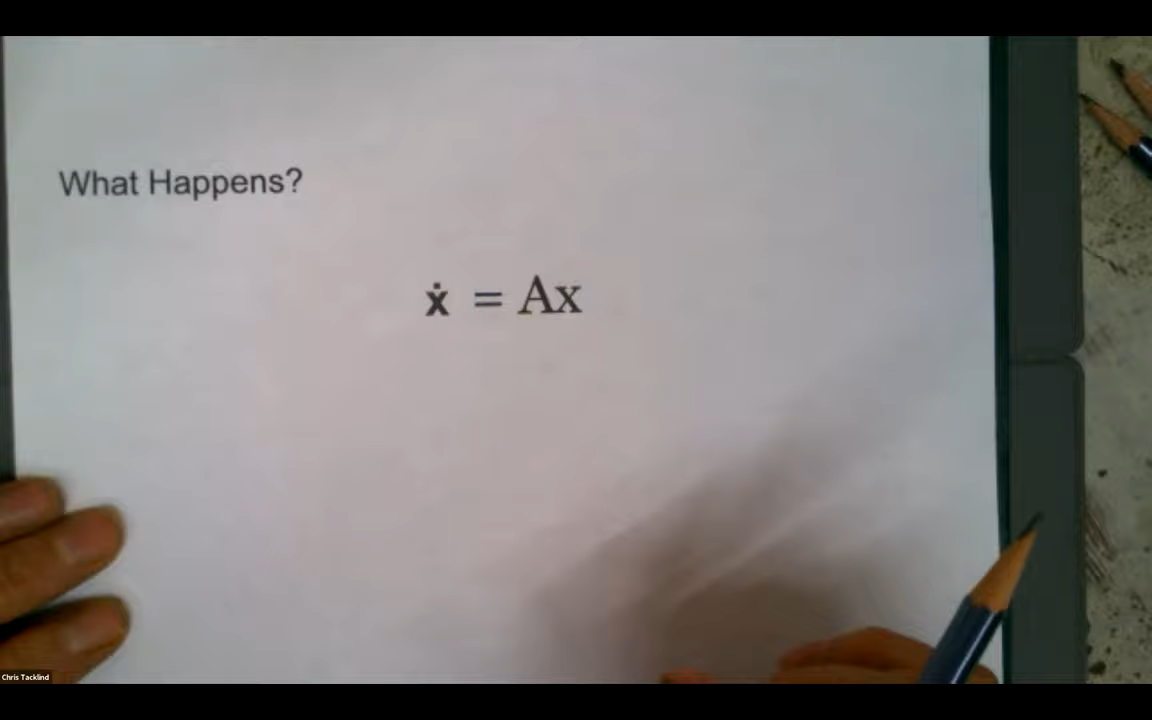 What Happens?
ẋ = Ax
Chris Tacklind